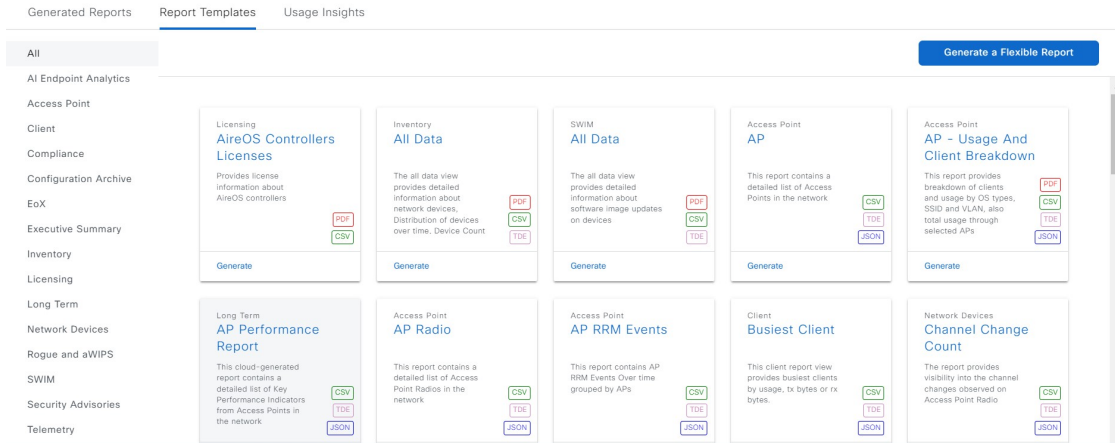 Generated Reports
Report Templates
Usage Insights
All
AI Endpoint Analytics
Access Point
Client
Compliance
Configuration Archive
EoX
Executive Summary
Inventory
Licensing
Long Term
Network Devices
Rogue and aWIPS
SWIM
Security Advisories
Telemetry
Generate a Flexible Report
Licensing
AireOS Controllers
Licenses
Provides license
information about
AireOS controllers
PDF
CSV
Generate
Inventory
All Data
The all data view
provides detailed
information about
network devices,
Distribution of devices
over time. Device Count
PDF
CSV
TDE
Generate
SWIM
All Data
The all data view
provides detailed
information about
software image updates
on devices
PDF
CSV
TDE
Generate
Access Point
AP
This report contains a
detailed list of Access
Points in the network
CSV
TDE
JSON
Generate
Access Point
AP - Usage And
Client Breakdown
This report provides
breakdown of clients
and usage by OS types,
SSID and VLAN, also
total usage through
selected APs
PDF
CSV
TDE
JSON
Generate
Long Term
AP Performance
Report
This cloud-generated
report contains a
detailed list of Key
Performance Indicators
from Access Points in
the network
CSV
TDE
JSON
Access Point
AP Radio
This report contains a
detailed list of Access
Point Radios in the
network
CSV
TDE
JSON
Access Point
AP RRM Events
This report contains AP
RRM Events Over time
grouped by APs
CSV
TDE
JSON
Client
Busiest Client
This client report view
provides busiest clients
by usage, tx bytes or rx
bytes.
CSV
TDE
JSON
Network Devices
Channel Change
Count
The report provides
visibility into the channel
changes observed on
Access Point Radio
CSV
TDE
JSON